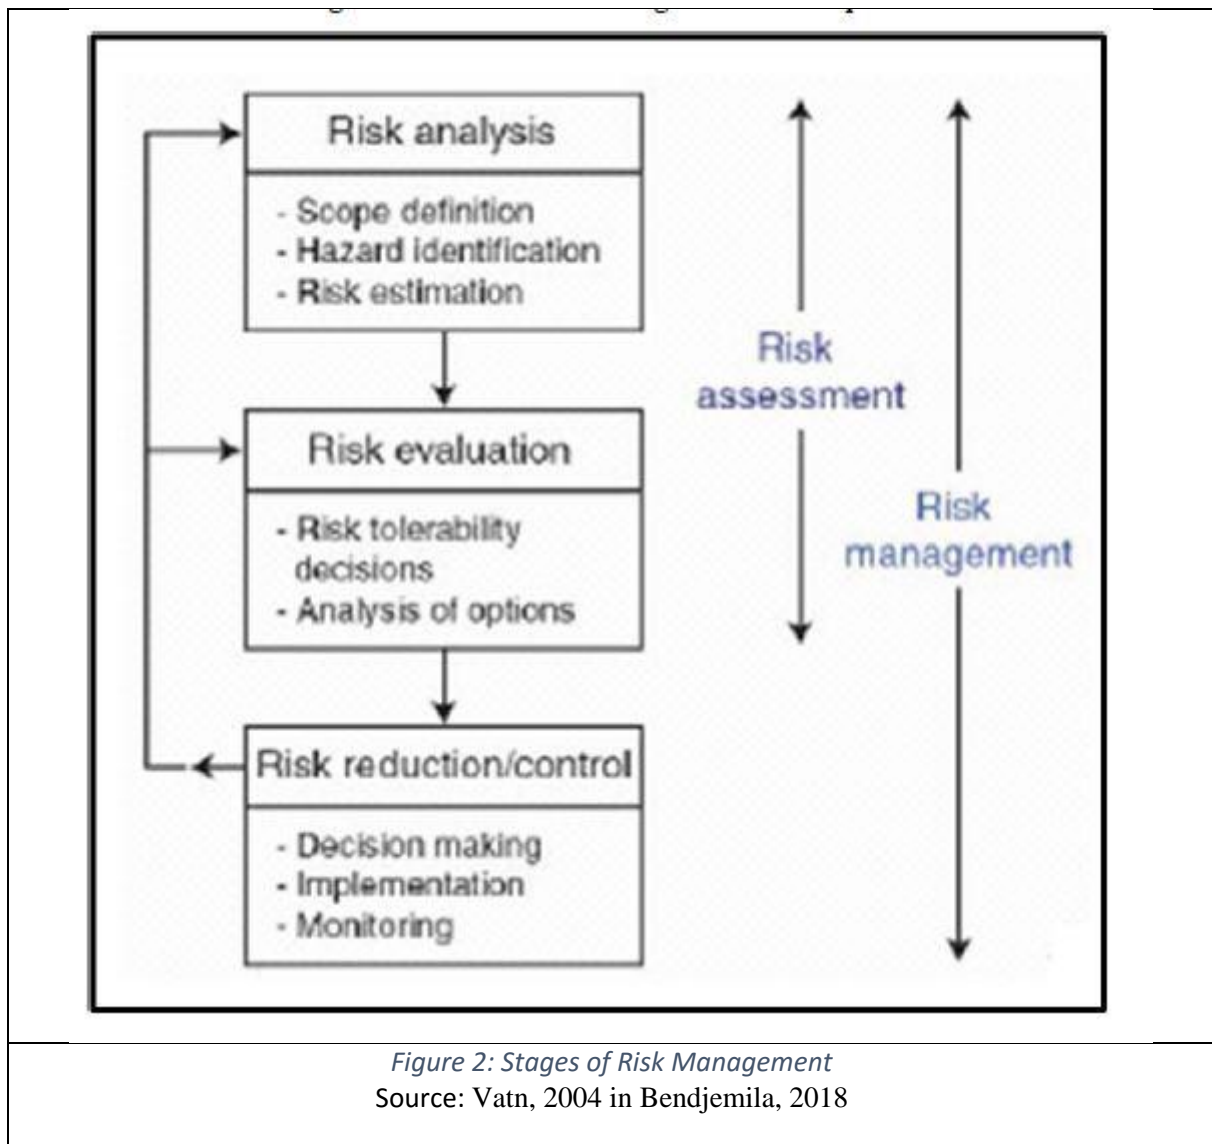 Risk analysis
- Scope definition
- Hazard identification
- Risk estimation
Risk evaluation
- Risk tolerability
decisions
- Analysis of options
Risk reduction/control
- Decision making
- Implementation
- Monitoring
Risk
assessment
Risk
management
Figure 2: Stages of Risk Management
Source: Vatn, 2004 in Bendjemila, 2018